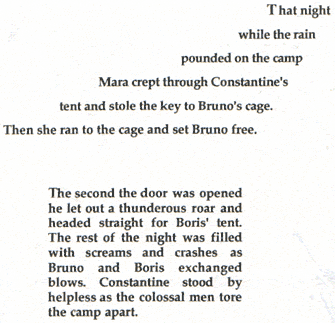 That night
while the rain
pounded on the camp
Mara crept through Constantine's
tent and stole the key to Bruno's cage.
Then she ran to the cage and set Bruno free.
The second the door was opened
he let out a thunderous roar and
headed straight for Boris' tent.
The rest of the night was filled
with screams and crashes as
Bruno and Boris exchanged
blows. Constantine stood by
helpless as the colossal men tore
the camp apart.